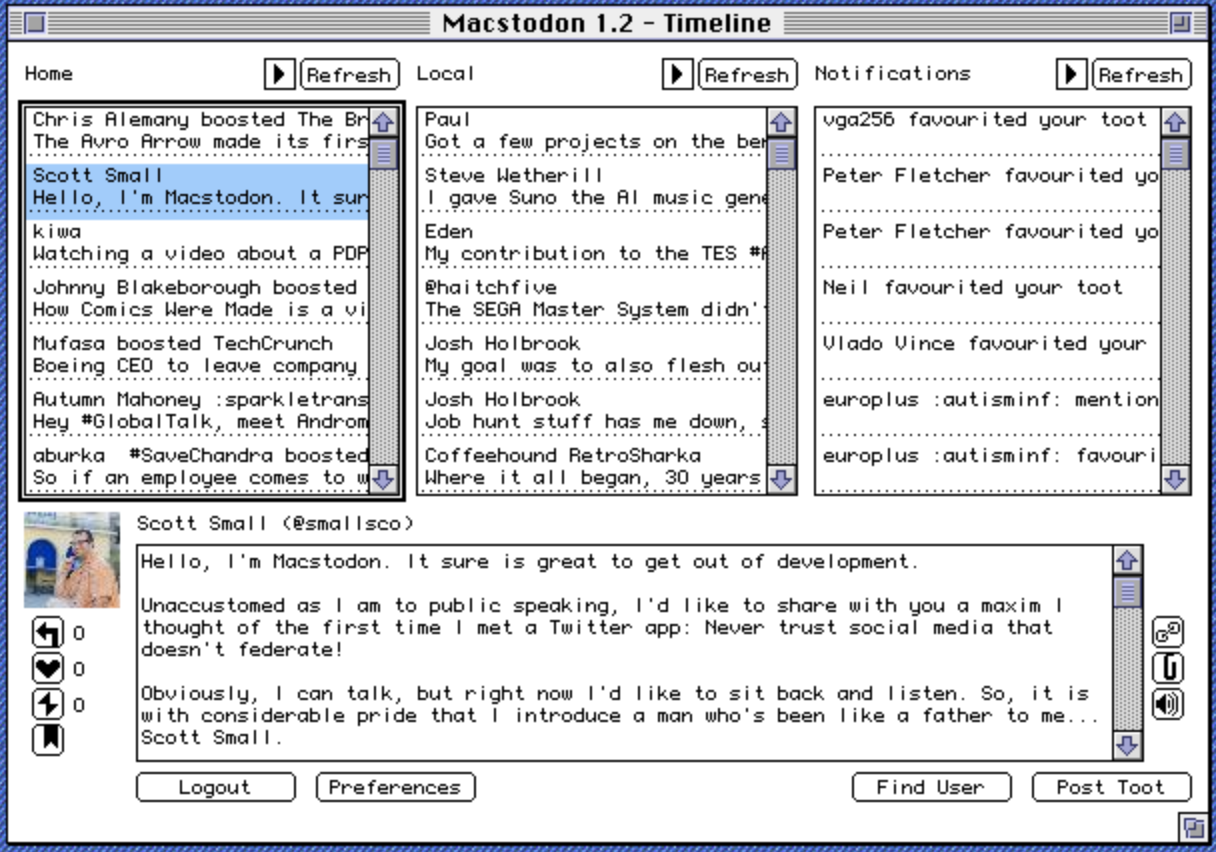 Macstodon 1.2 – Timeline
Home
Refresh
Local
Refresh
Notifications
Refresh
Chris Alemany boosted The Br
The Avro Arrow made its firs
Scott Small
Hello, I'm Macstodon. It sur
kiwa
Watching a video about a PDP
Johnny Blakeborough boosted
How Comics Were Made is a vi
Mufasa boosted TechCrunch
Boeing CEO to leave company
Autumn Mahoney :sparkletrans
Hey #GlobalTalk, meet Androm
aburka #SaveChandra boosted
So if an employee comes to w
Paul
Got a few projects on the ben
Steve Wetherill
I gave Suno the AI music gene
Eden
My contribution to the TES #
@haitchfive
The SEGA Master System didn'
Josh Holbrook
My goal was to also flesh ou
Josh Holbrook
Job hunt stuff has me down, s
Coffeehound RetroSharka
Where it all began, 30 years
vga256 favourited your toot
Peter Fletcher favourited yo
Peter Fletcher favourited yo
Neil favourited your toot
Vlado Vince favourited your
europlus :autisminf: mention
europlus :autisminf: favouri
Scott Small (@smallsco)
Hello, I'm Macstodon. It sure is great to get out of development.
Unaccustomed as I am to public speaking, I'd like to share with you a maxim I
thought of the first time I met a Twitter app: Never trust social media that
doesn't federate!
Obviously, I can talk, but right now I'd like to sit back and listen. So, it is
with considerable pride that I introduce a man who's been like a father to me...
Scott Small.
0
0
0
Logout
Preferences
Find User
Post Toot